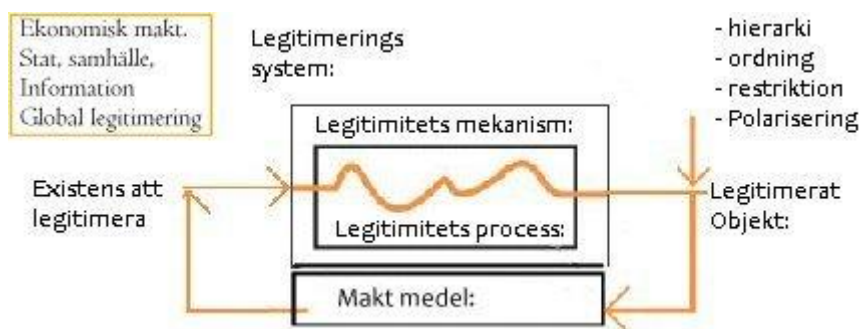 Ekonomisk makt.
Stat, samhälle,
Information
Global legitimering
Legitimerings
system:
- hierarki
- ordning
- restriktion
- Polarisering
Legitimitets mekanism:
Existens att
legitimera
Legitimerat
Objekt:
Legitimitets process:
Makt medel: